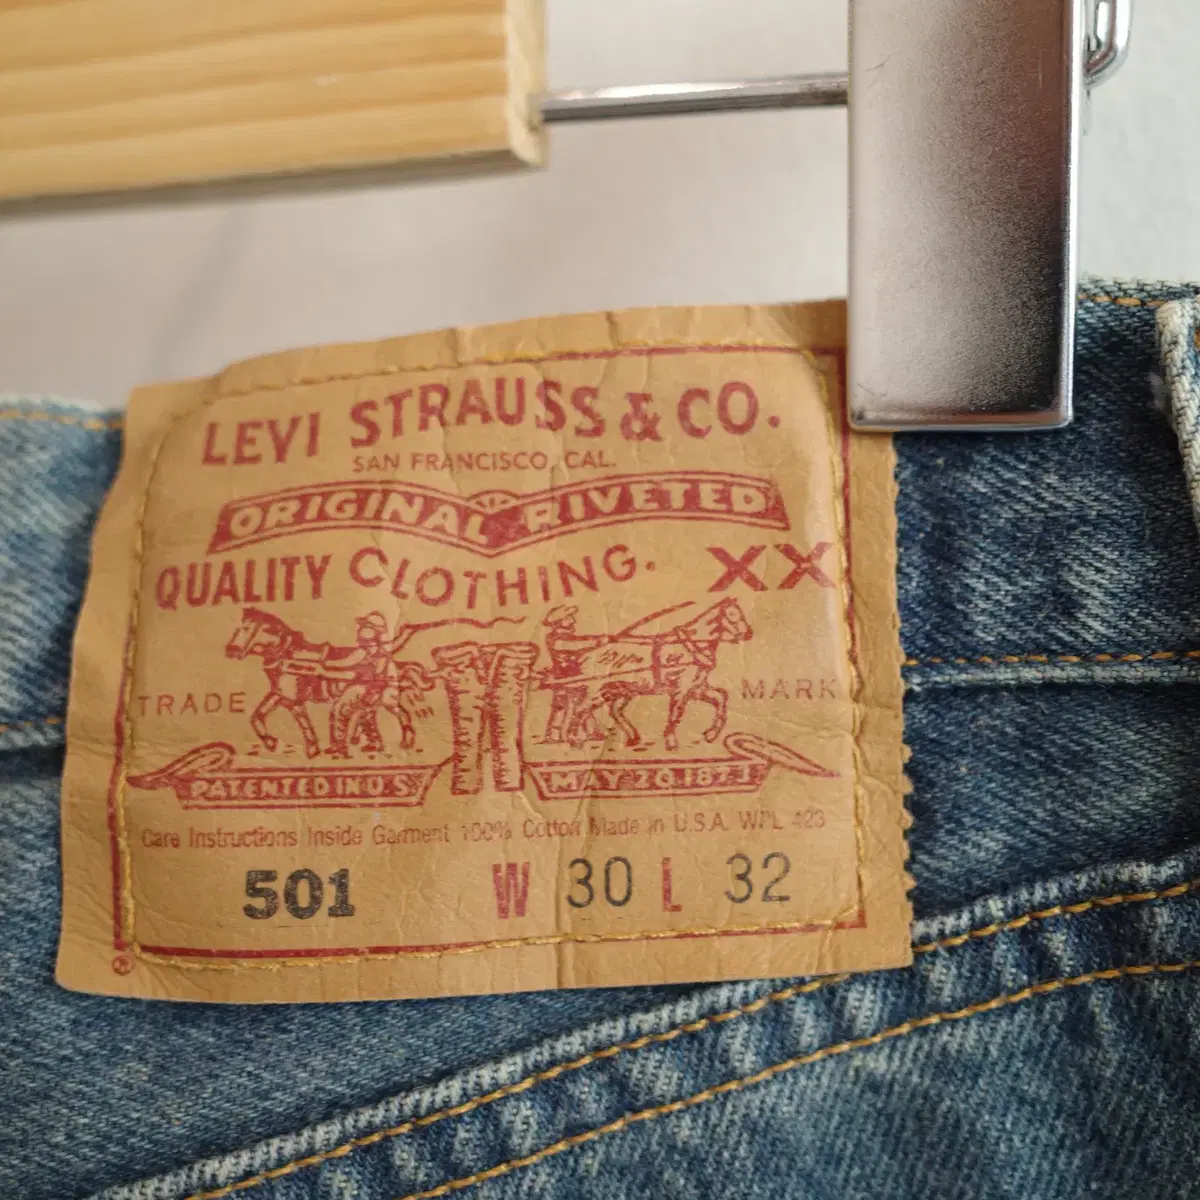 LEVI STRAUSS & CO.
SAN FRANCISCO, CAL.
ORIGINAL RIVETED
QUALITY CLOTHING. XX
TRADE MARK
PATENTED IN U S MAY 20.1873
Care Instructions Inside Garment 100% Cotton Made in U.S.A. WPL 423
501 W 30 L 32
®